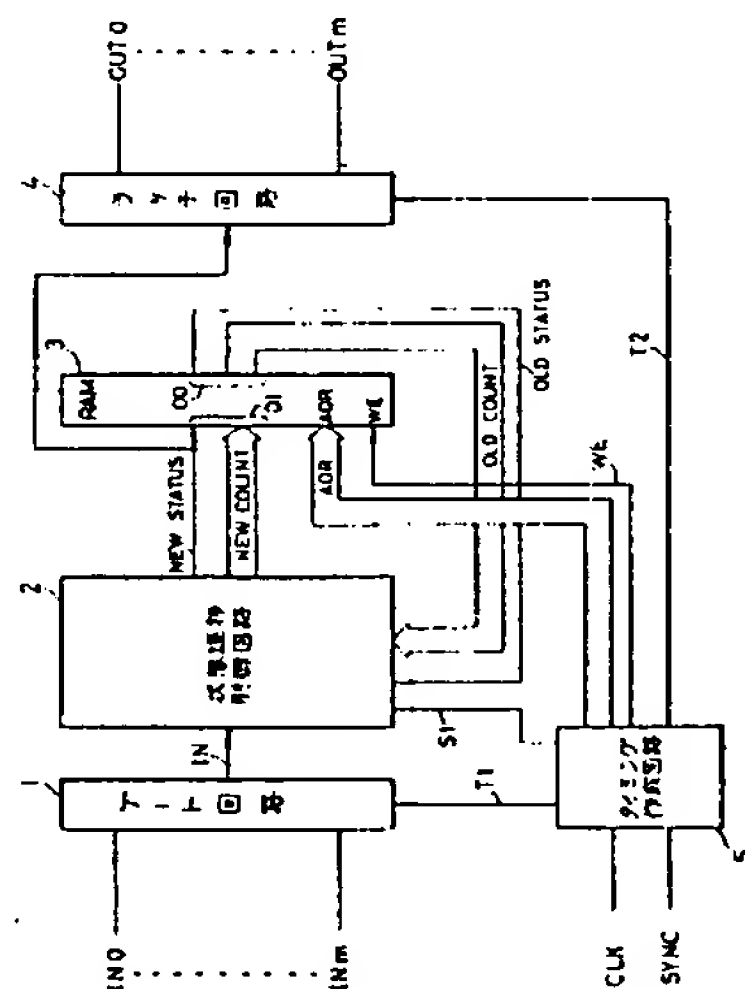 IN0
INm
1
ゲート回路
IN
T1
2
状態遷移
制御回路
S1
NEW STATUS
NEW COUNT
3
RAM
DO
DI
ADR
WE
ADR
OLD COUNT
OLD STATUS
WE
T2
4
ラッチ回路
OUT0
OUTm
CLK
SYNC
タイミング
作成回路
5